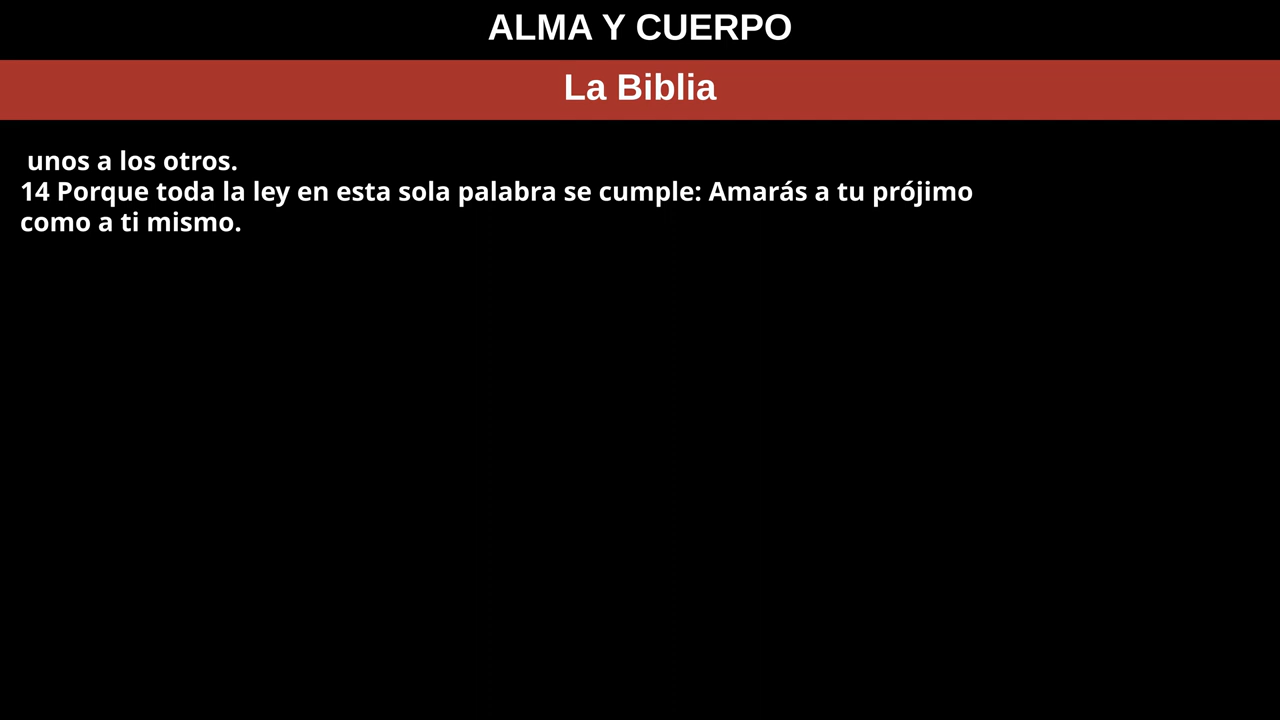 ALMA Y CUERPO
La Biblia
unos a los otros.
14 Porque toda la ley en esta sola palabra se cumple: Amarás a tu prójimo
como a ti mismo.